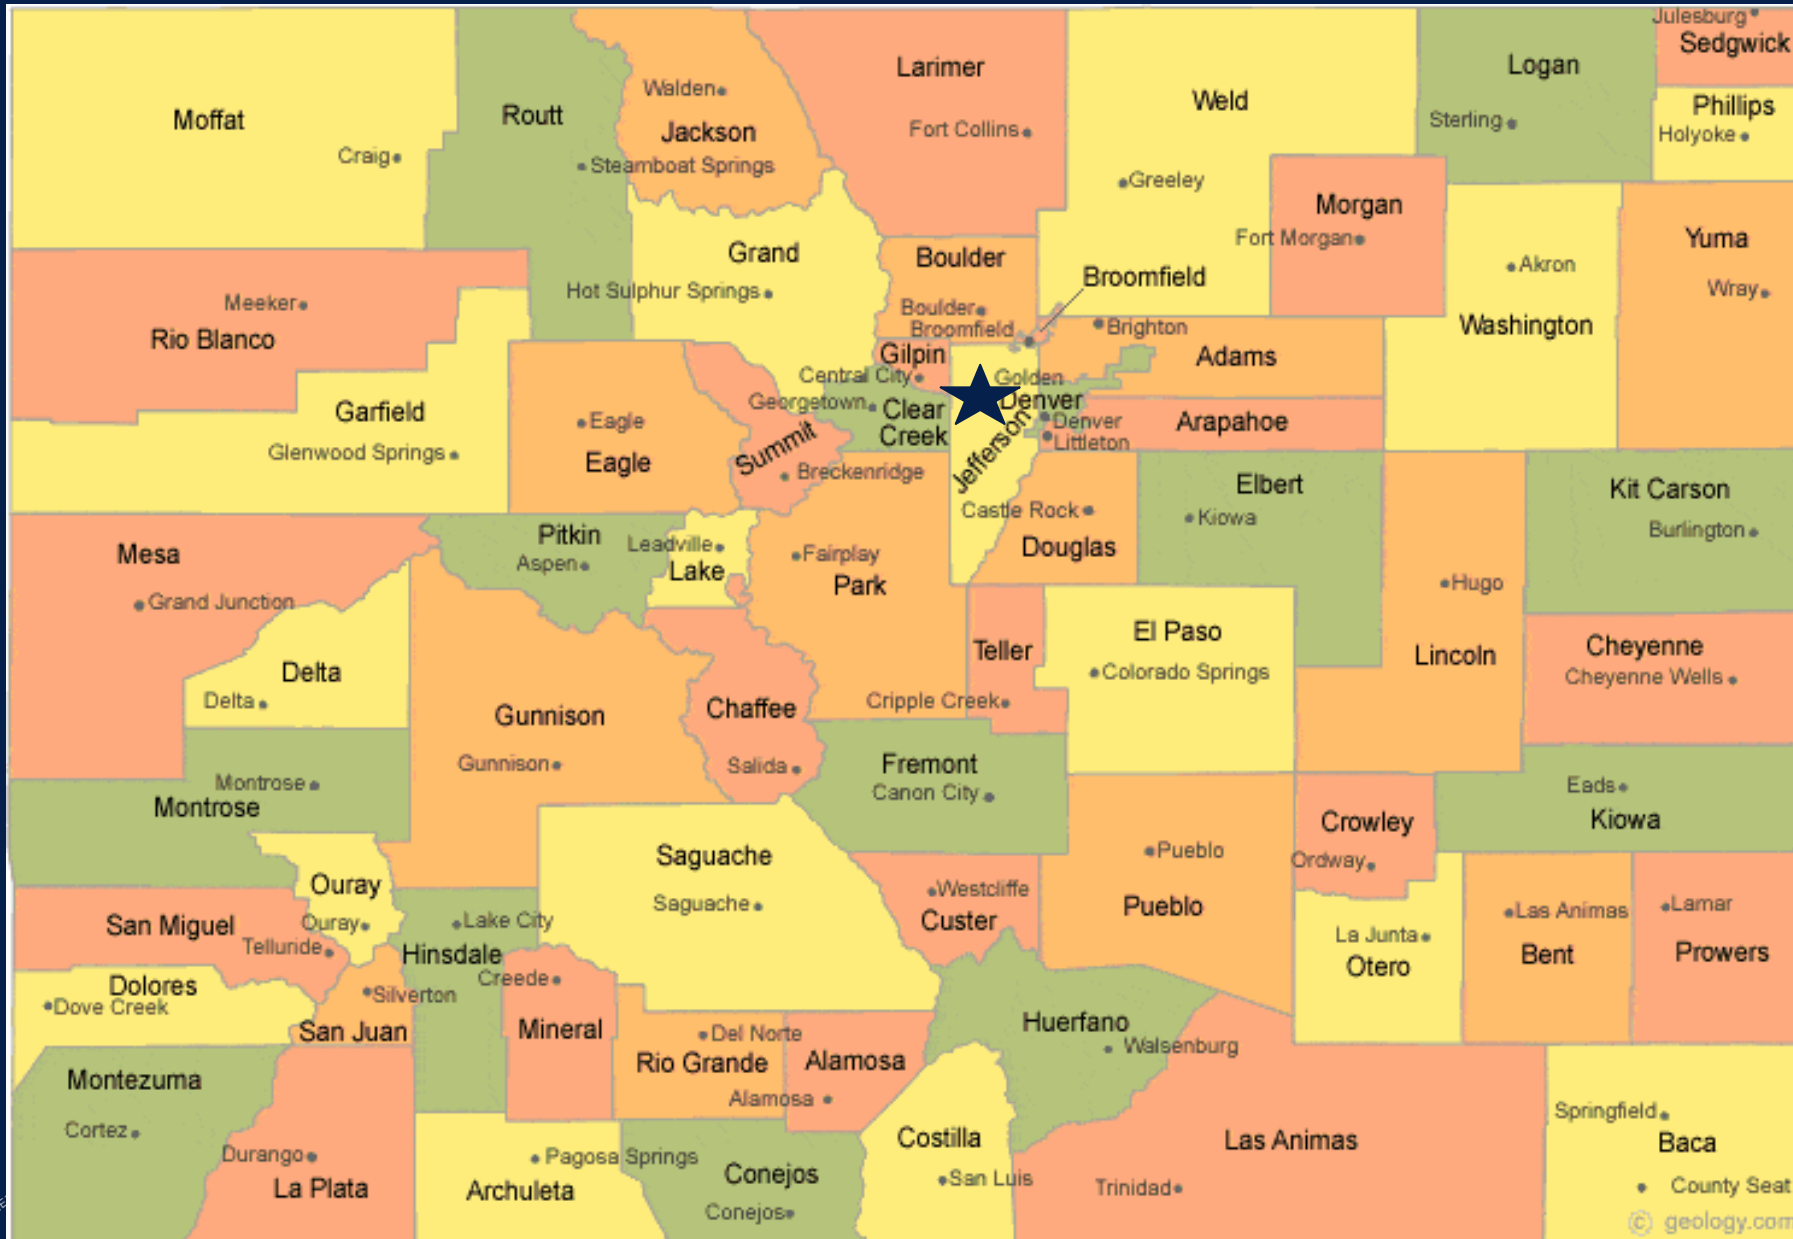 Julesburg
Sedgwick
Logan
Larimer
Weld
Phillips
Moffat
Routt
Walden
Jackson
Fort Collins
Sterling
Holyoke
Craig
Steamboat Springs
Greeley
Morgan
Fort Morgan
Yuma
Wray
Grand
Hot Sulphur Springs
Boulder
Boulder
Broomfield
Broomfield
Akron
Washington
Meeker
Rio Blanco
Brighton
Adams
Gilpin
Central City
Golden
Georgetown
Clear
Creek
Denver
Denver
Littleton
Arapahoe
Garfield
Glenwood Springs
Eagle
Eagle
Summit
Breckenridge
Jefferson
Elbert
Kiowa
Kit Carson
Burlington
Castle Rock
Douglas
Mesa
Grand Junction
Pitkin
Aspen
Leadville
Lake
Fairplay
Park
Hugo
Lincoln
Teller
El Paso
Colorado Springs
Cheyenne
Cheyenne Wells
Delta
Delta
Gunnison
Gunnison
Chaffee
Salida
Cripple Creek
Montrose
Montrose
Fremont
Canon City
Eads
Kiowa
Crowley
Ordway
Saguache
Saguache
Pueblo
Pueblo
Ouray
Ouray
Westcliffe
Custer
San Miguel
Telluride
Lake City
Hinsdale
Creede
Las Animas
Bent
Lamar
Prowers
La Junta
Otero
Dolores
Dove Creek
Silverton
San Juan
Mineral
Del Norte
Rio Grande
Alamosa
Alamosa
Huerfano
Walsenburg
Montezuma
Cortez
Durango
La Plata
Pagosa Springs
Archuleta
Conejos
Conejos
Costilla
San Luis
Las Animas
Trinidad
Springfield
Baca
County Seat
© geology.com